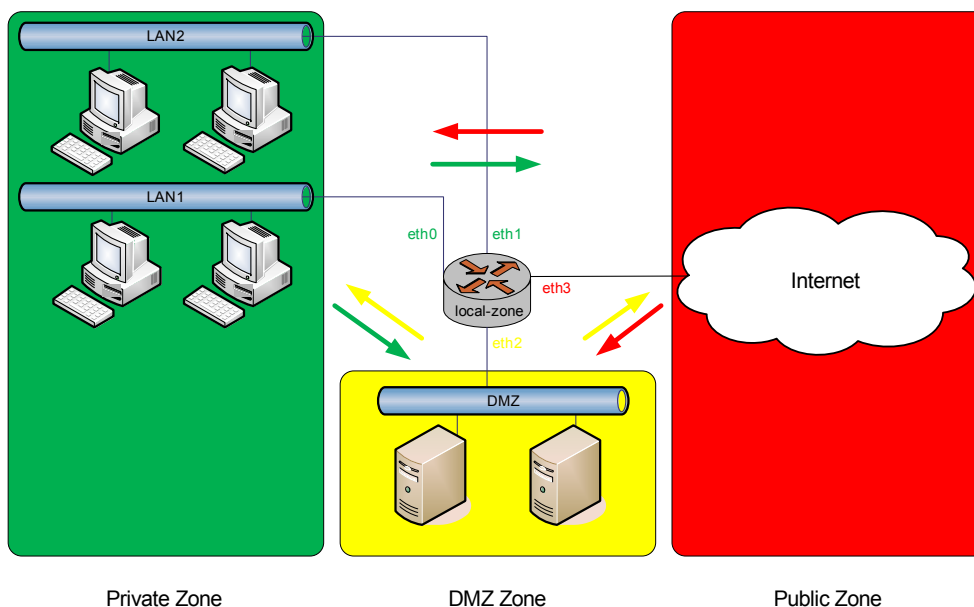 LAN2
LAN1
eth0
eth1
eth3
local-zone
eth2
Internet
DMZ
Private Zone
DMZ Zone
Public Zone